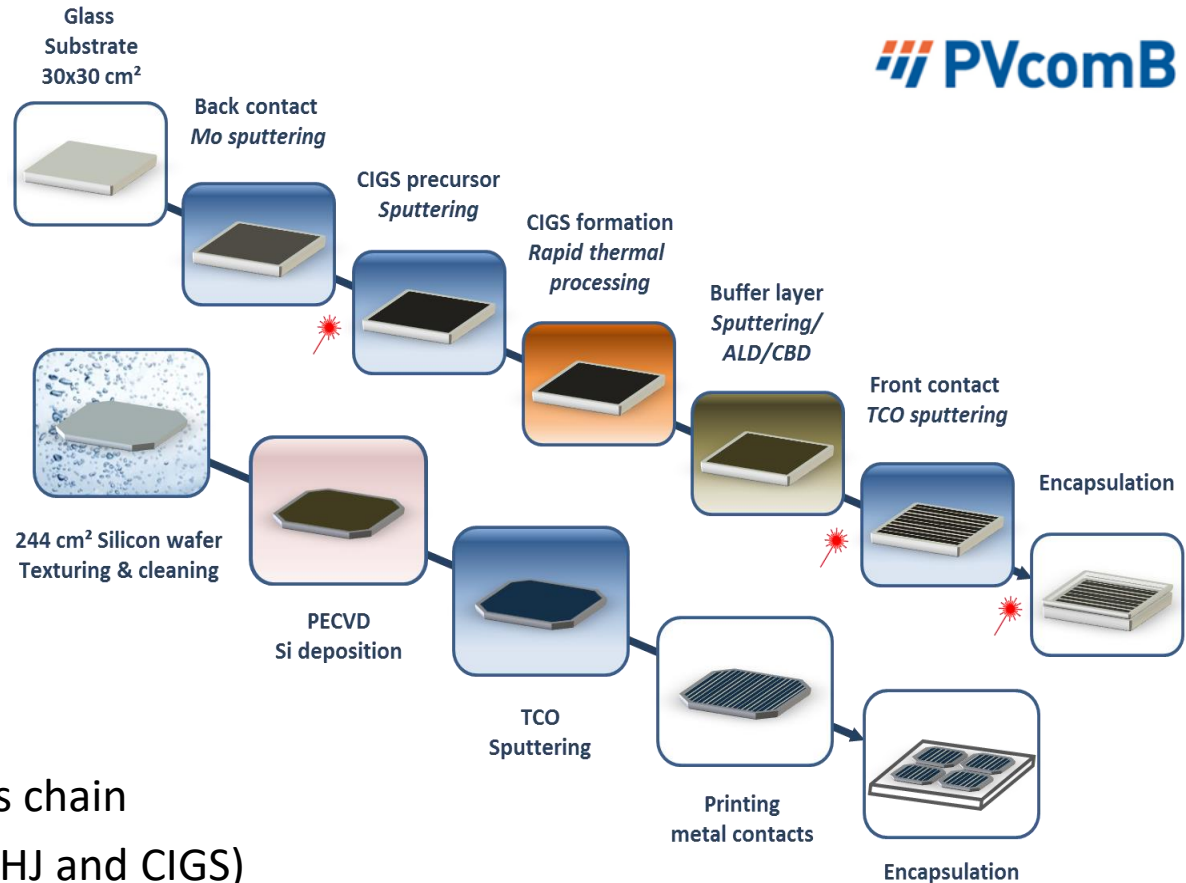 Glass
Substrate
30x30 cm²
PVcomB
Back contact
Mo sputtering
CIGS precursor
Sputtering
CIGS formation
Rapid thermal
processing
Buffer layer
Sputtering/
ALD/CBD
Front contact
TCO sputtering
Encapsulation
244 cm² Silicon wafer
Texturing & cleaning
PECVD
Si deposition
TCO
Sputtering
Printing
metal contacts
Encapsulation
s chain
HJ and CIGS)